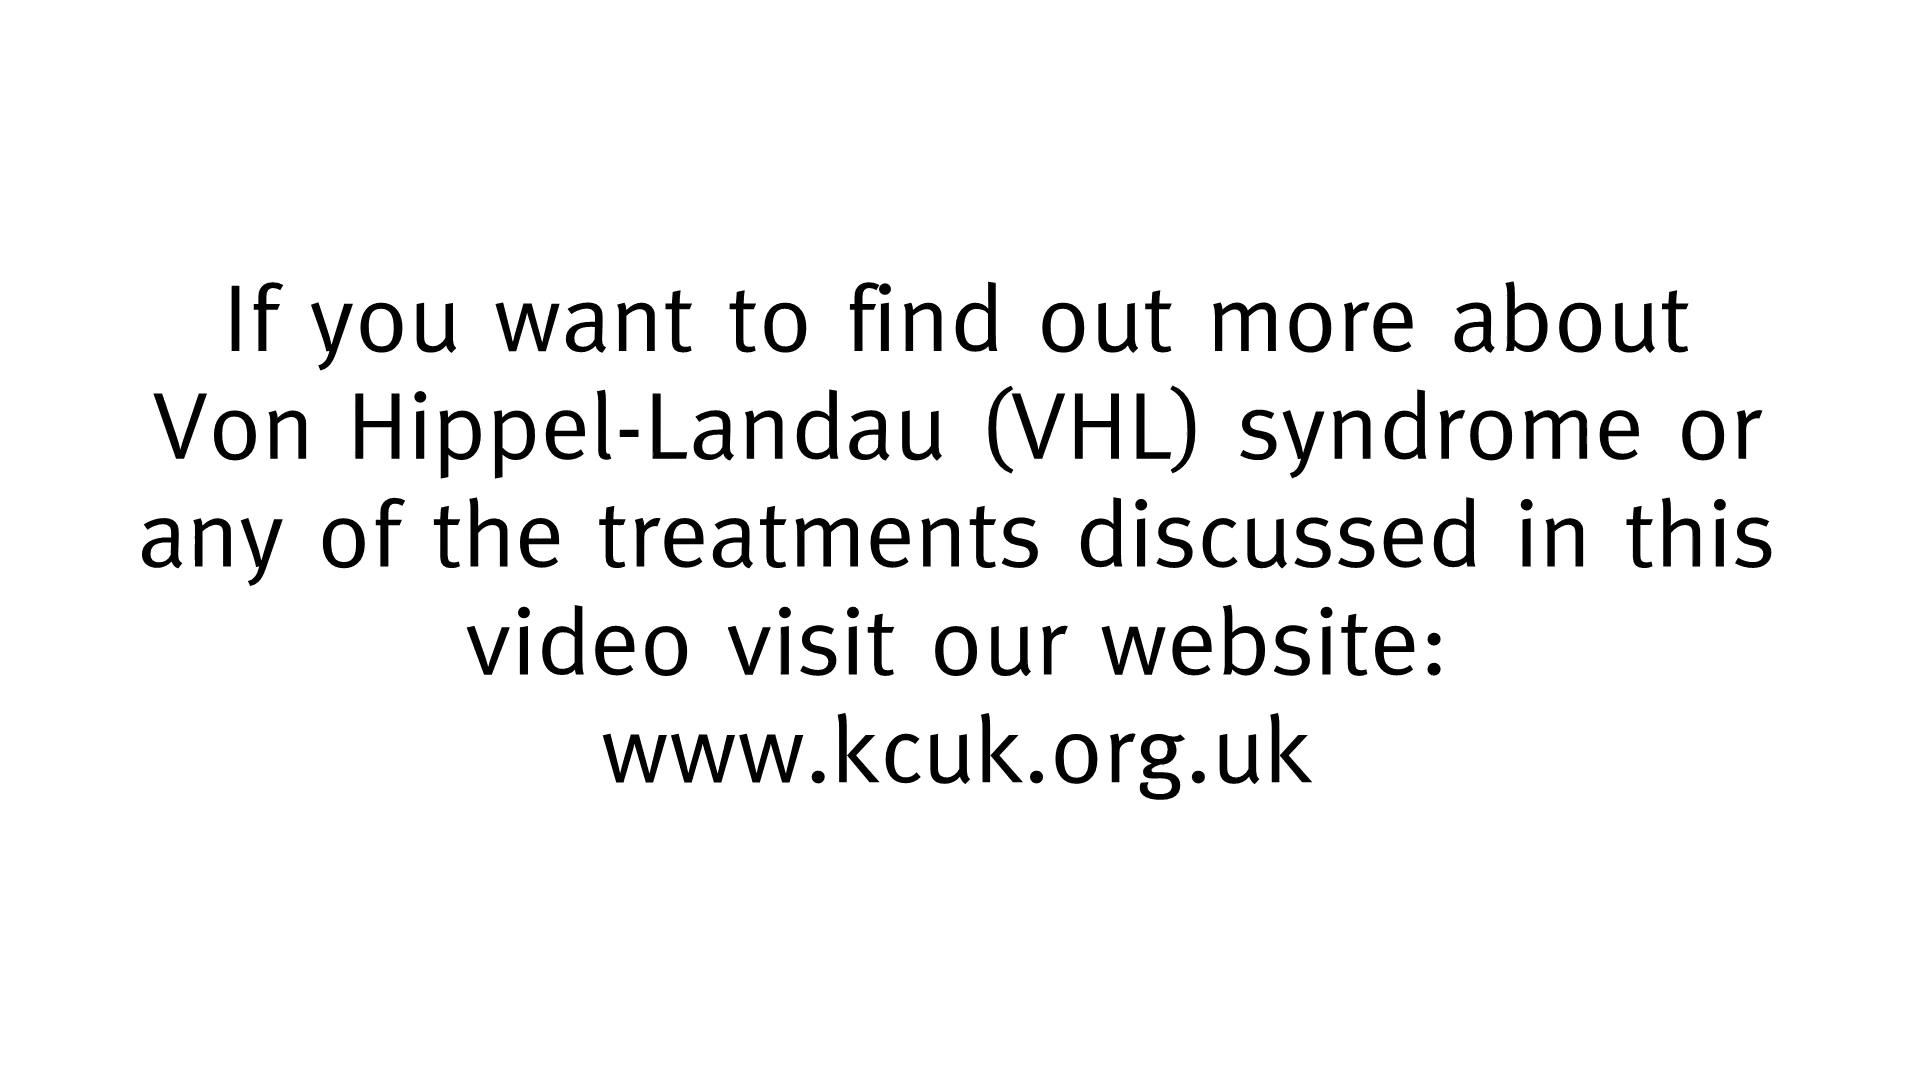 If you want to find out more about
Von Hippel-Landau (VHL) syndrome or
any of the treatments discussed in this
video visit our website:
www.kcuk.org.uk